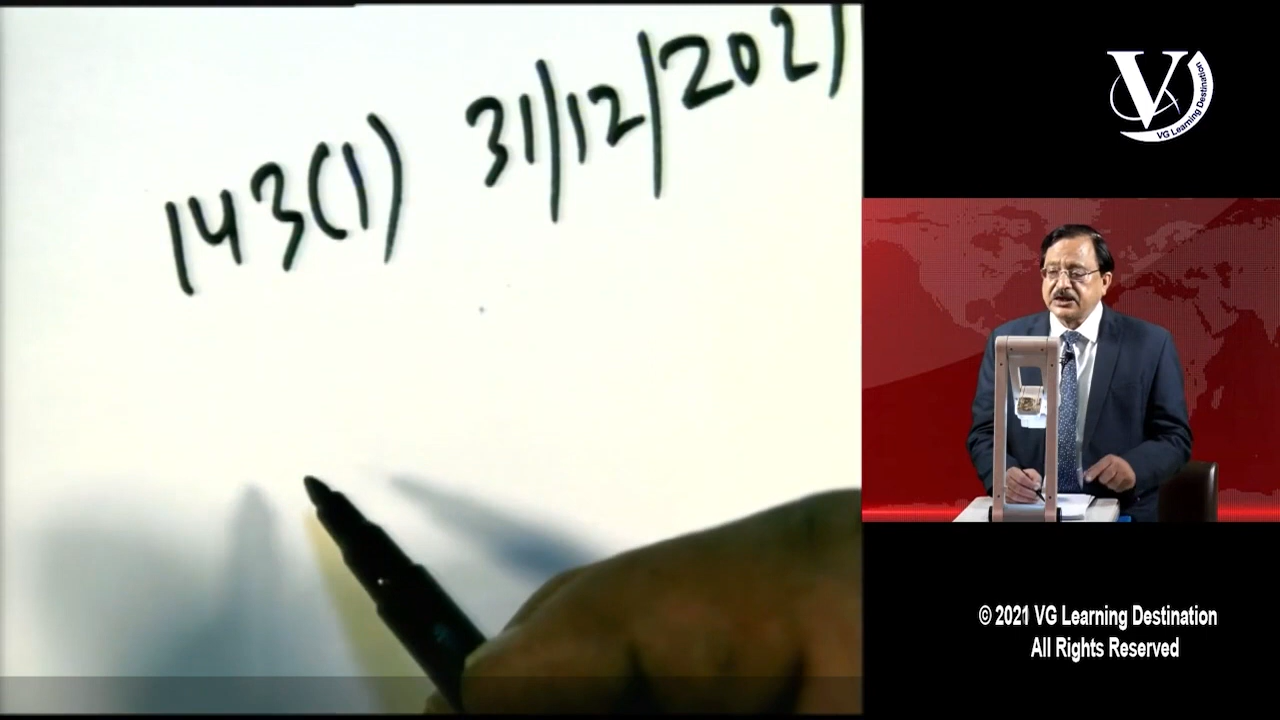 143(1) 31/12/2021
V
VG Learning Destination
© 2021 VG Learning Destination
All Rights Reserved